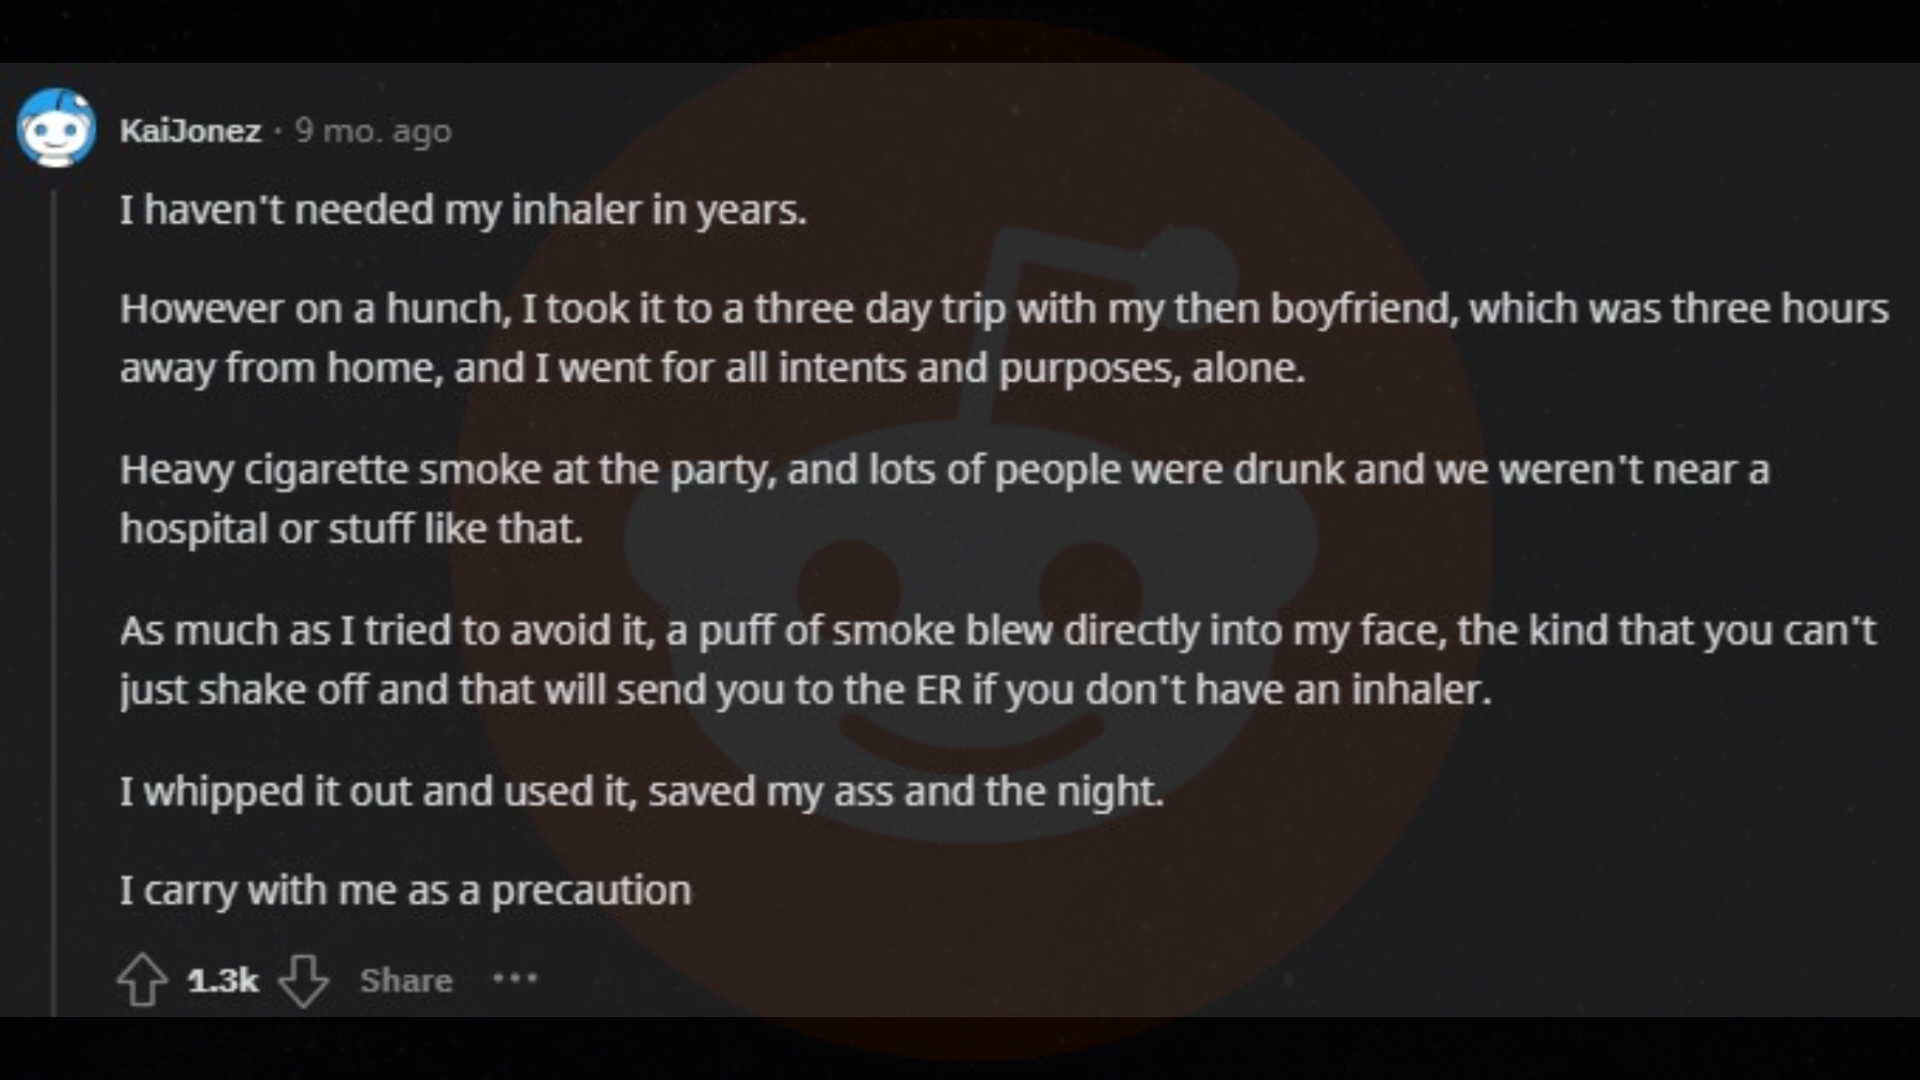 KaiJonez · 9 mo. ago
I haven't needed my inhaler in years.
However on a hunch, I took it to a three day trip with my then boyfriend, which was three hours
away from home, and I went for all intents and purposes, alone.
Heavy cigarette smoke at the party, and lots of people were drunk and we weren't near a
hospital or stuff like that.
As much as I tried to avoid it, a puff of smoke blew directly into my face, the kind that you can't
just shake off and that will send you to the ER if you don't have an inhaler.
I whipped it out and used it, saved my ass and the night.
I carry with me as a precaution
1.3k Share ···